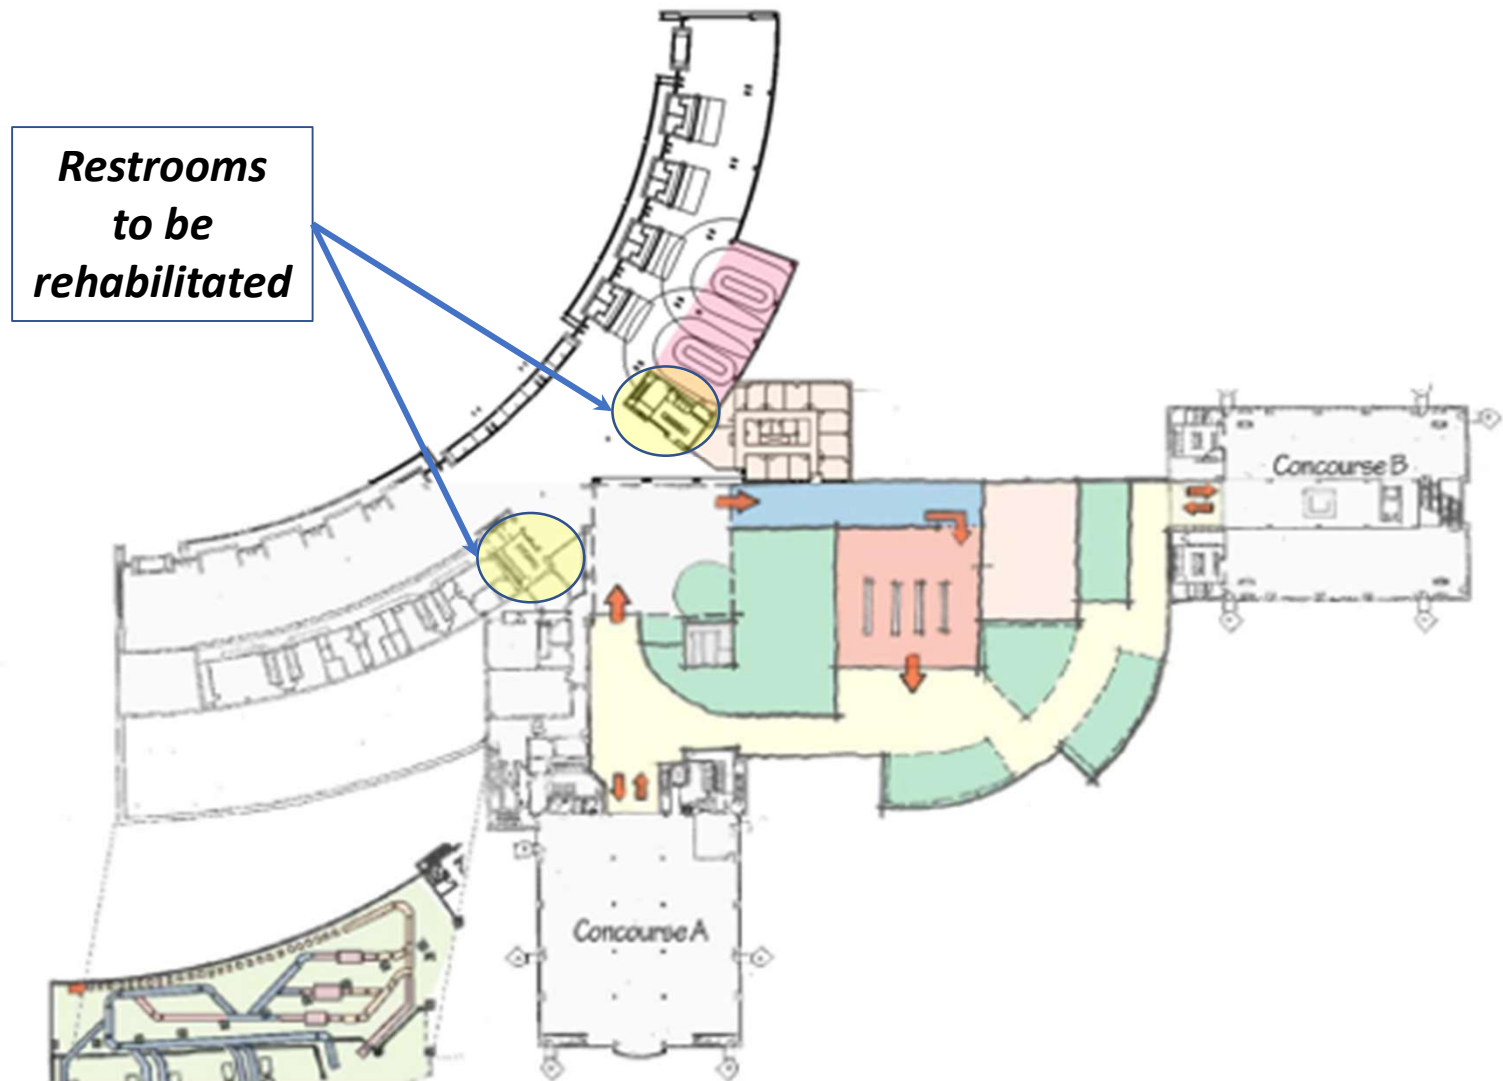 Restrooms
to be
rehabilitated
Concourse B
Concourse A